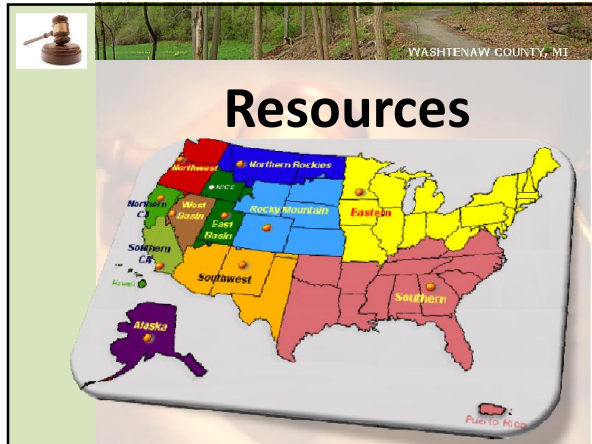 WASHTENAW COUNTY, MI
Resources
Northwest
Northern Rockies
NICC
Northern
CA
West
Basin
Rocky Mountain
Eastern
East
Basin
Southern
CA
Southwest
Hawaii
Southern
Alaska
Puerto Rico